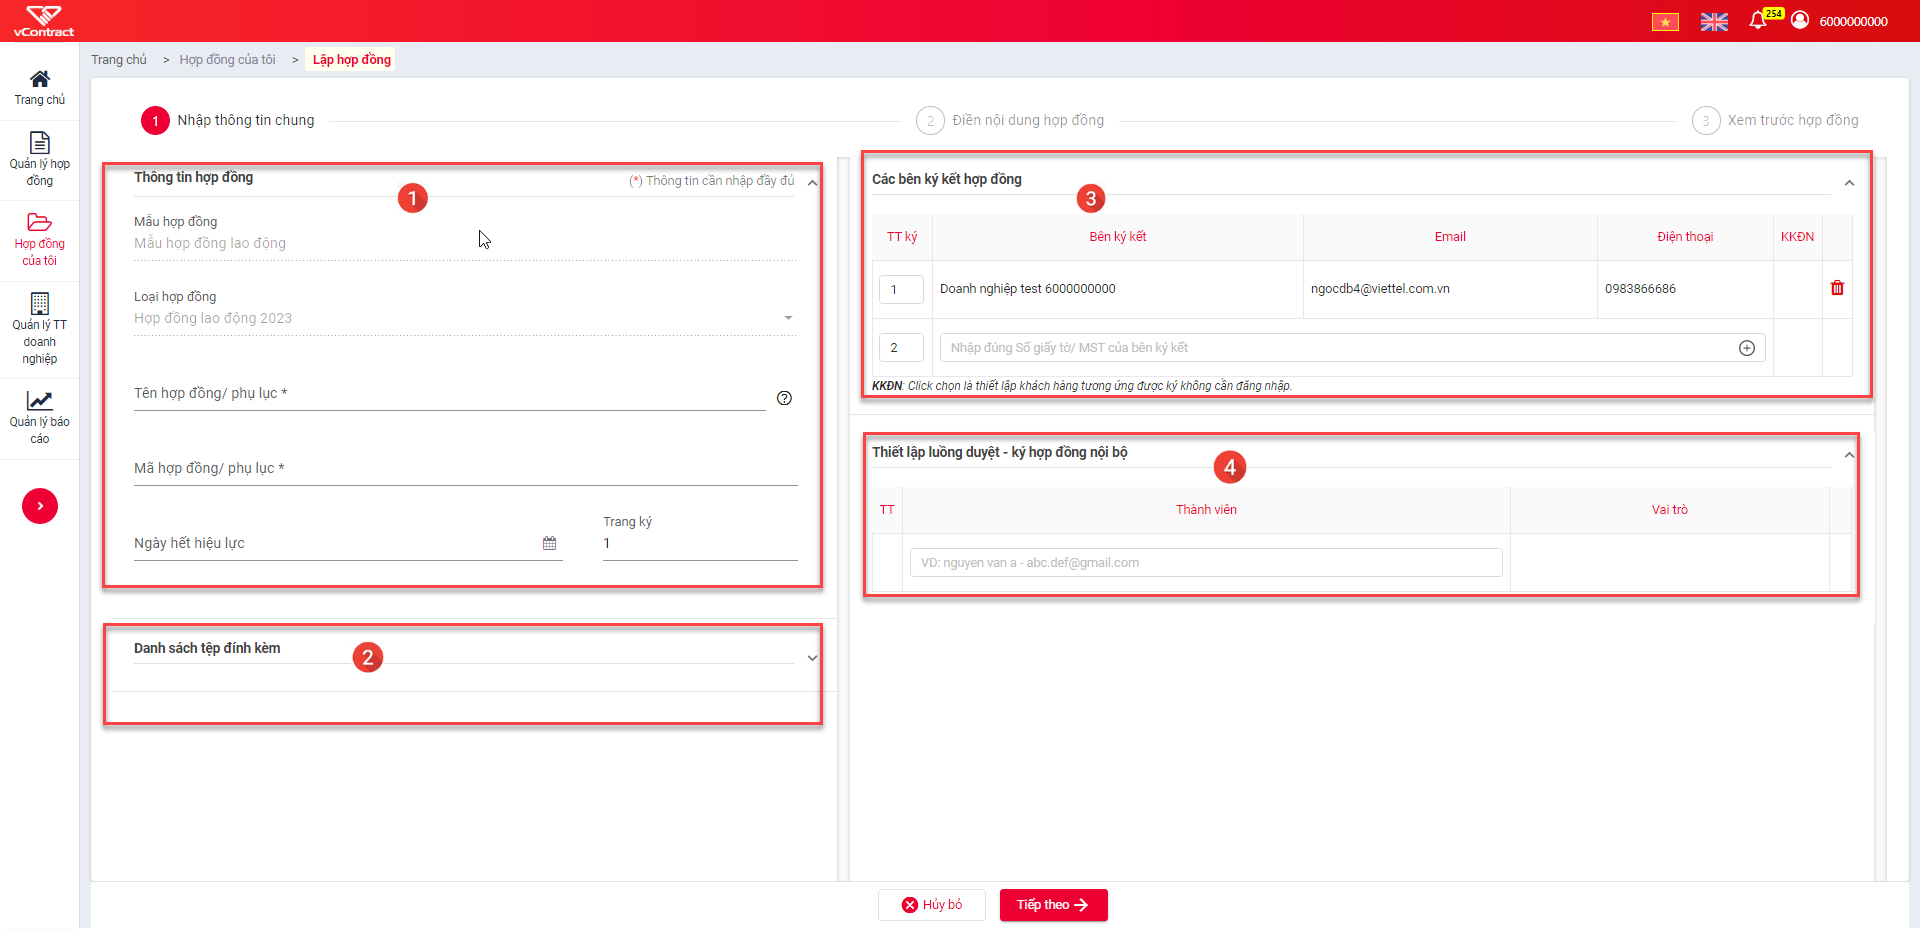 vContract
254
6000000000
Trang chủ > Hợp đồng của tôi > Lập hợp đồng
Trang chủ
Quản lý hợp
đồng
Hợp đồng
của tôi
Quản lý TT
doanh
nghiệp
Quản lý báo
cáo
1 Nhập thông tin chung
2 Điền nội dung hợp đồng
3 Xem trước hợp đồng
Thông tin hợp đồng
(*) Thông tin cần nhập đầy đủ
1
Mẫu hợp đồng
Mẫu hợp đồng lao động
Loại hợp đồng
Hợp đồng lao động 2023
Tên hợp đồng/ phụ lục *
Mã hợp đồng/ phụ lục *
Ngày hết hiệu lực
Trang ký
1
Danh sách tệp đính kèm
2
Các bên ký kết hợp đồng
3
TT ký Bên ký kết Email Điện thoại KKĐN
1 Doanh nghiệp test 6000000000 ngocdb4@viettel.com.vn 0983866686
2 Nhập đúng Số giấy tờ/ MST của bên ký kết
KKĐN: Click chọn là thiết lập khách hàng tương ứng được ký không cần đăng nhập.
Thiết lập luồng duyệt - ký hợp đồng nội bộ
4
TT Thành viên Vai trò
VD: nguyen van a - abc.def@gmail.com
Hủy bỏ
Tiếp theo